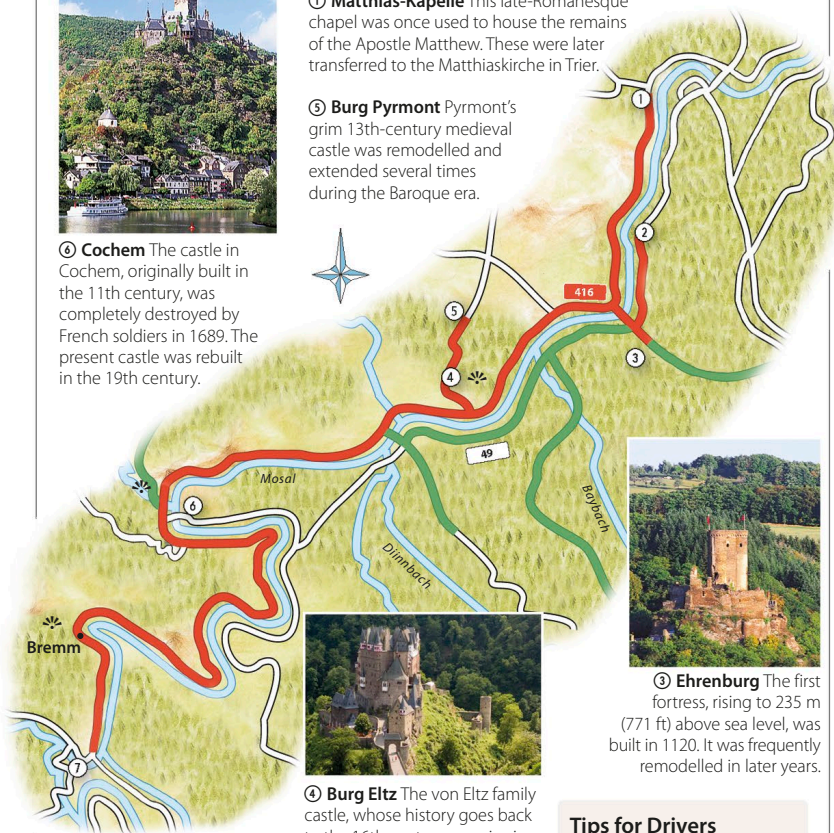 ① Matthias-Kapelle This late-Romanesque
chapel was once used to house the remains
of the Apostle Matthew. These were later
transferred to the Matthiaskirche in Trier.
⑤ Burg Pyrmont Pyrmont's
grim 13th-century medieval
castle was remodelled and
extended several times
during the Baroque era.
⑥ Cochem The castle in
Cochem, originally built in
the 11th century, was
completely destroyed by
French soldiers in 1689. The
present castle was rebuilt
in the 19th century.
1
2
416
5
3
4
49
Mosal
6
Baybach
Diinnbach
Bremm
7
③ Ehrenburg The first
fortress, rising to 235 m
(771 ft) above sea level, was
built in 1120. It was frequently
remodelled in later years.
④ Burg Eltz The von Eltz family
castle, whose history goes back
Tips for Drivers